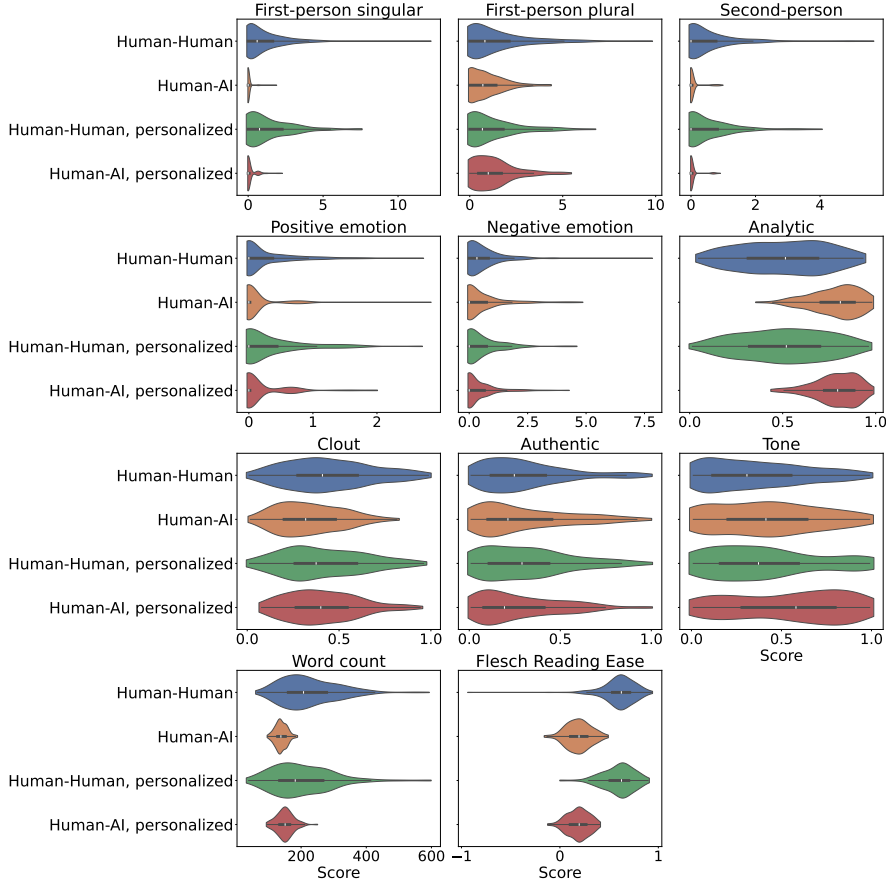 First-person singular First-person plural Second-person
Human-Human
Human-AI
Human-Human, personalized
Human-AI, personalized
0 5 10 0 5 10 0 2 4
Positive emotion Negative emotion Analytic
Human-Human
Human-AI
Human-Human, personalized
Human-AI, personalized
0 1 2 0.0 2.5 5.0 7.5 0.0 0.5 1.0
Clout Authentic Tone
Human-Human
Human-AI
Human-Human, personalized
Human-AI, personalized
0.0 0.5 1.0 0.0 0.5 1.0 0.0 0.5 1.0
Score
Word count Flesch Reading Ease
Human-Human
Human-AI
Human-Human, personalized
Human-AI, personalized
200 400 600 −1 0 1
Score Score